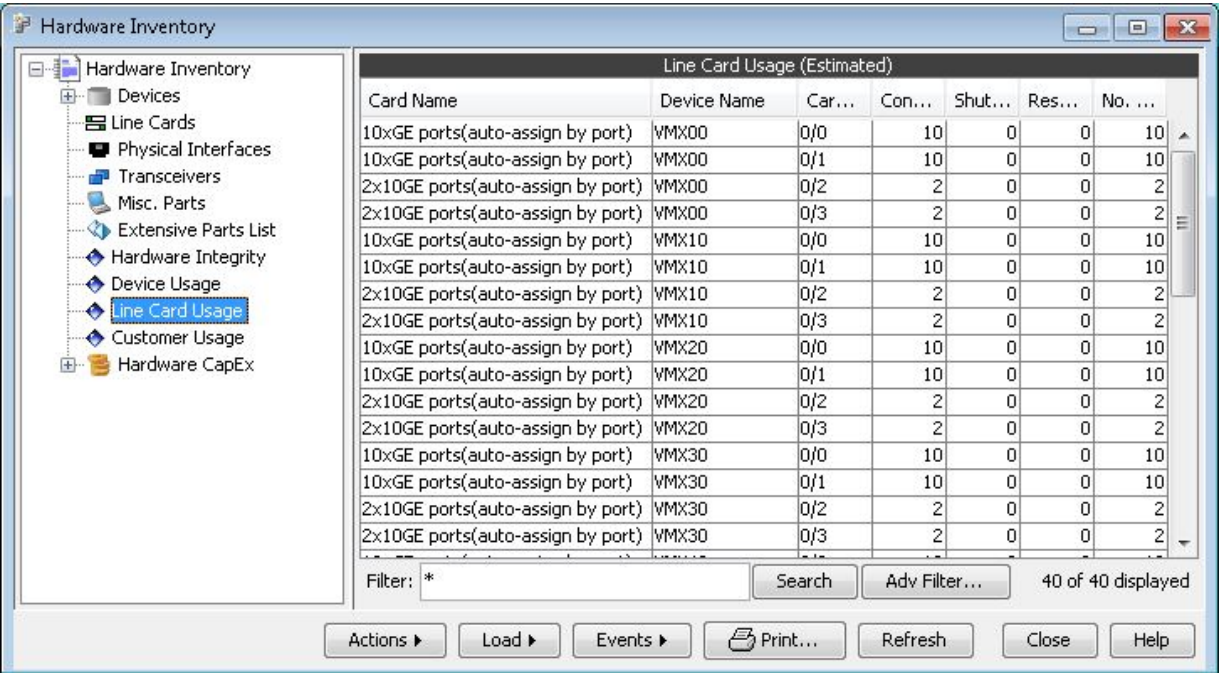 Hardware Inventory
Hardware Inventory
Devices
Line Cards
Physical Interfaces
Transceivers
Misc. Parts
Extensive Parts List
Hardware Integrity
Device Usage
Line Card Usage
Customer Usage
Hardware CapEx
Line Card Usage (Estimated)
Card Name Device Name Car... Con... Shut... Res... No. ...
10xGE ports(auto-assign by port) VMX00 0/0 10 0 0 10
10xGE ports(auto-assign by port) VMX00 0/1 10 0 0 10
2x10GE ports(auto-assign by port) VMX00 0/2 2 0 0 2
2x10GE ports(auto-assign by port) VMX00 0/3 2 0 0 2
10xGE ports(auto-assign by port) VMX10 0/0 10 0 0 10
10xGE ports(auto-assign by port) VMX10 0/1 10 0 0 10
2x10GE ports(auto-assign by port) VMX10 0/2 2 0 0 2
2x10GE ports(auto-assign by port) VMX10 0/3 2 0 0 2
10xGE ports(auto-assign by port) VMX20 0/0 10 0 0 10
10xGE ports(auto-assign by port) VMX20 0/1 10 0 0 10
2x10GE ports(auto-assign by port) VMX20 0/2 2 0 0 2
2x10GE ports(auto-assign by port) VMX20 0/3 2 0 0 2
10xGE ports(auto-assign by port) VMX30 0/0 10 0 0 10
10xGE ports(auto-assign by port) VMX30 0/1 10 0 0 10
2x10GE ports(auto-assign by port) VMX30 0/2 2 0 0 2
2x10GE ports(auto-assign by port) VMX30 0/3 2 0 0 2
Filter: * Search Adv Filter... 40 of 40 displayed
Actions Load Events Print... Refresh Close Help